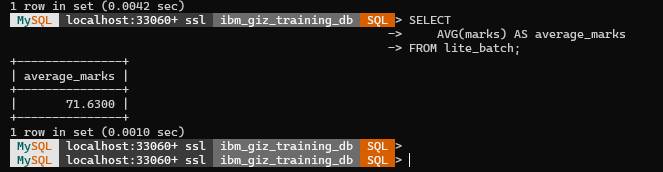 1 row in set (0.0042 sec)
MySQL localhost:33060+ ssl ibm_giz_training_db SQL > SELECT
-> AVG(marks) AS average_marks
-> FROM lite_batch;
+---------------+
| average_marks |
+---------------+
| 71.6300 |
+---------------+
1 row in set (0.0010 sec)
MySQL localhost:33060+ ssl ibm_giz_training_db SQL >
MySQL localhost:33060+ ssl ibm_giz_training_db SQL >